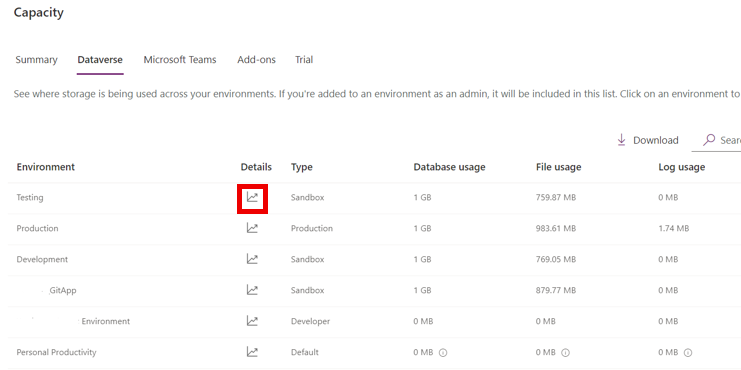 Capacity
Summary Dataverse Microsoft Teams Add-ons Trial
See where storage is being used across your environments. If you're added to an environment as an admin, it will be included in this list. Click on an environment to
Download Sear
Environment Details Type Database usage File usage Log usage
Testing Sandbox 1 GB 759.87 MB 0 MB
Production Production 1 GB 983.61 MB 1.74 MB
Development Sandbox 1 GB 769.05 MB 0 MB
GitApp Sandbox 1 GB 879.77 MB 0 MB
Environment Developer 0 MB 0 MB 0 MB
Personal Productivity Default 0 MB 0 MB 0 MB